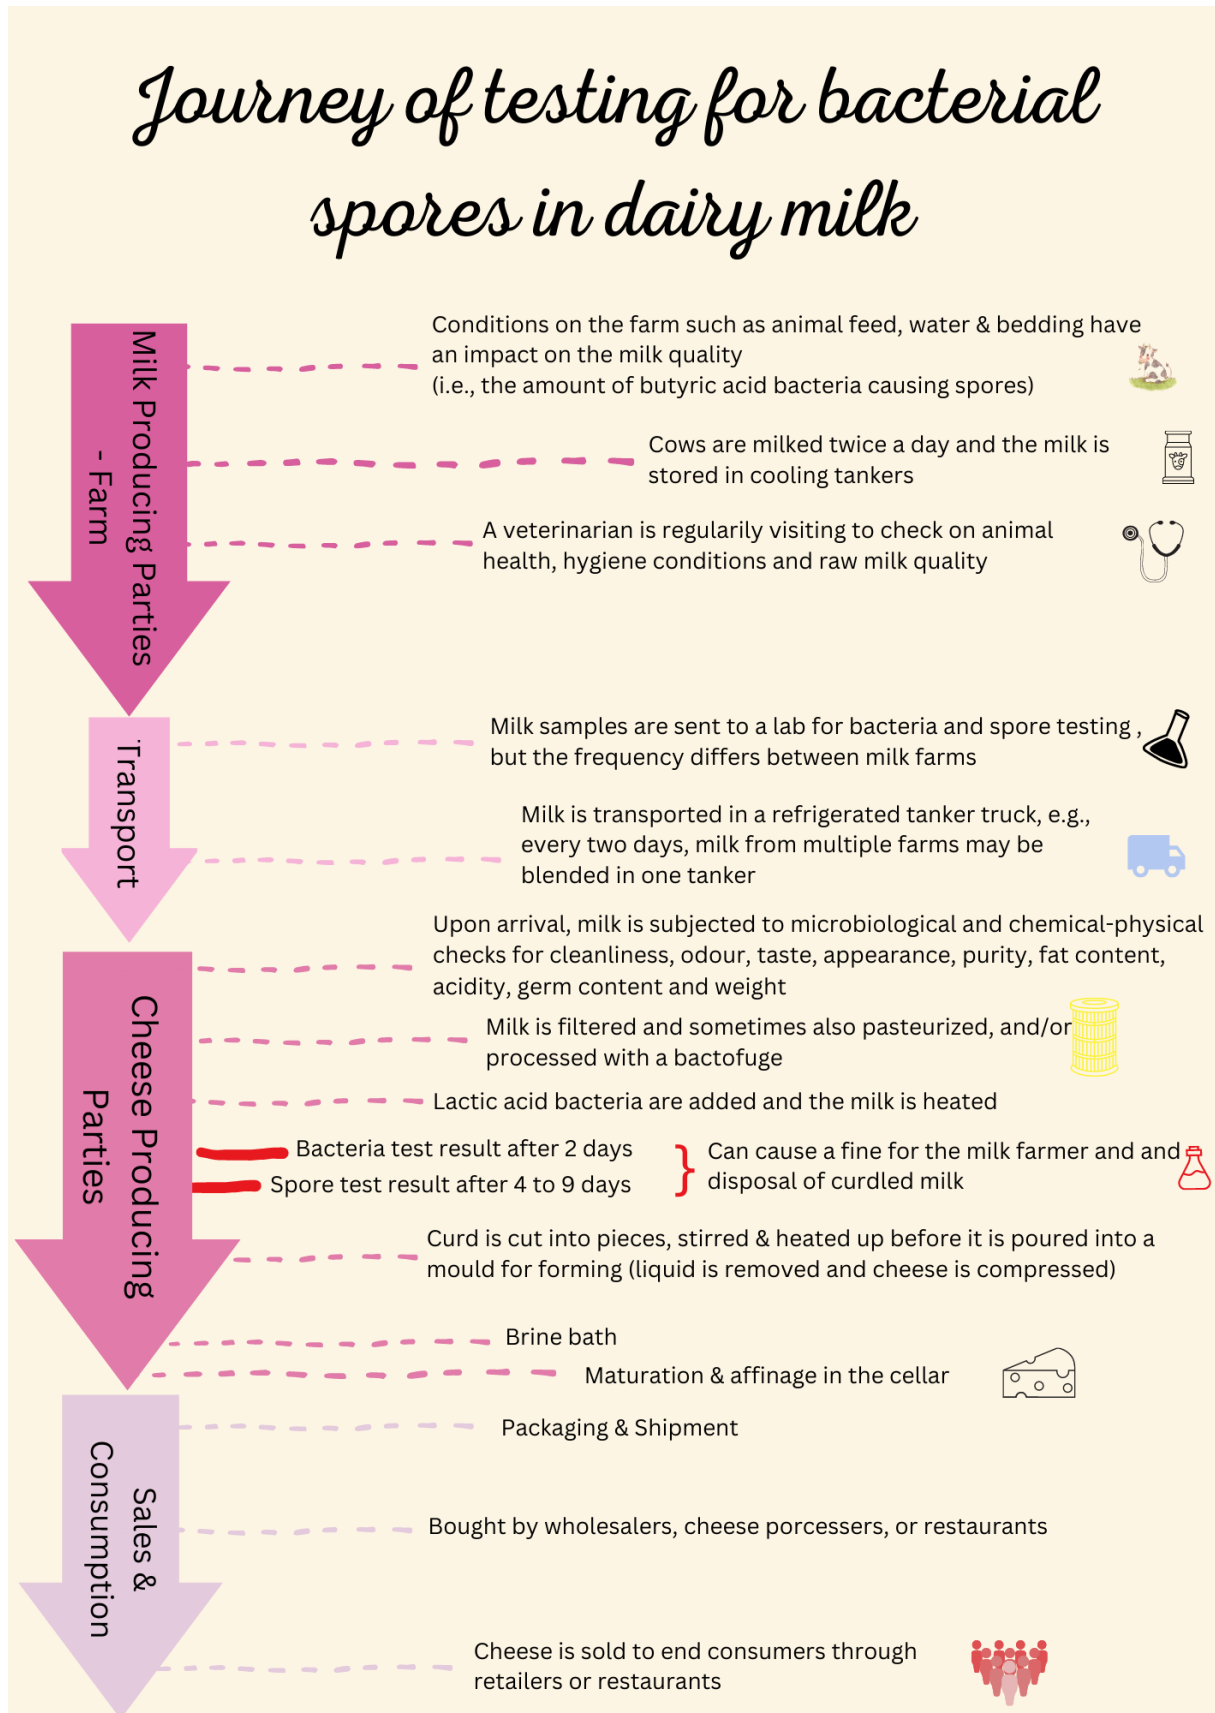 Journey of testing for bacterial
spores in dairy milk
Milk Producing Parties
- Farm
Conditions on the farm such as animal feed, water & bedding have
an impact on the milk quality
(i.e., the amount of butyric acid bacteria causing spores)
Cows are milked twice a day and the milk is
stored in cooling tankers
A veterinarian is regularily visiting to check on animal
health, hygiene conditions and raw milk quality
Transport
Milk samples are sent to a lab for bacteria and spore testing ,
but the frequency differs between milk farms
Milk is transported in a refrigerated tanker truck, e.g.,
every two days, milk from multiple farms may be
blended in one tanker
Cheese Producing
Parties
Upon arrival, milk is subjected to microbiological and chemical-physical
checks for cleanliness, odour, taste, appearance, purity, fat content,
acidity, germ content and weight
Milk is filtered and sometimes also pasteurized, and/or
processed with a bactofuge
Lactic acid bacteria are added and the milk is heated
Bacteria test result after 2 days
Spore test result after 4 to 9 days
} Can cause a fine for the milk farmer and and
disposal of curdled milk
Curd is cut into pieces, stirred & heated up before it is poured into a
mould for forming (liquid is removed and cheese is compressed)
Brine bath
Maturation & affinage in the cellar
Sales &
Consumption
Packaging & Shipment
Bought by wholesalers, cheese porcessers, or restaurants
Cheese is sold to end consumers through
retailers or restaurants